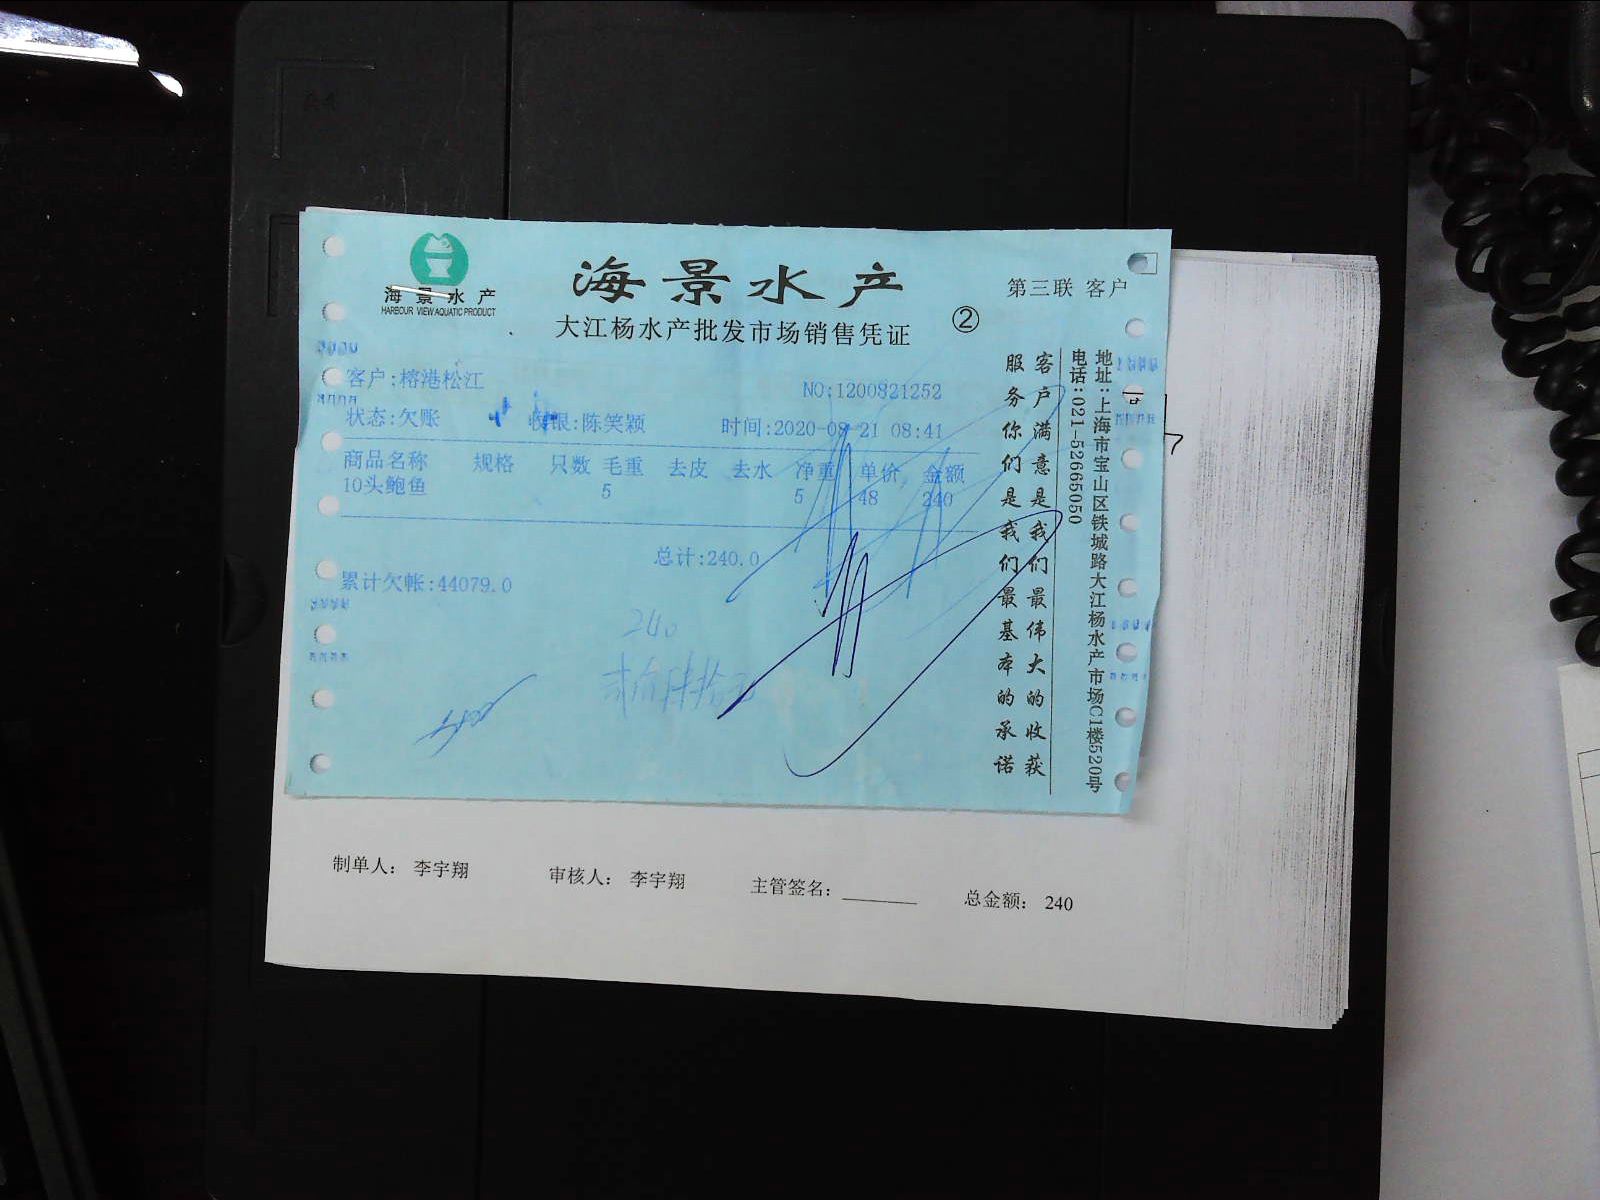 海景水产
HARBOUR VIEW AQUATIC PRODUCT
海景水产
大江杨水产批发市场销售凭证
②
第三联 客户
客户:榕港松江
NO:1200821252
状态:欠账
收银:陈笑颖
时间:2020-08-21 08:41
商品名称 规格 只数 毛重 去皮 去水 净重 单价 金额
10头鲍鱼 5 5 48 240
总计:240.0
累计欠帐:44079.0
240
贰佰肆拾元
客户满意是我们最伟大的收获
服务你们是我们最基本的承诺
地址:上海市宝山区铁城路大江杨水产市场C1楼520号
电话:021-52665050
制单人: 李宇翔 审核人: 李宇翔 主管签名: 总金额: 240